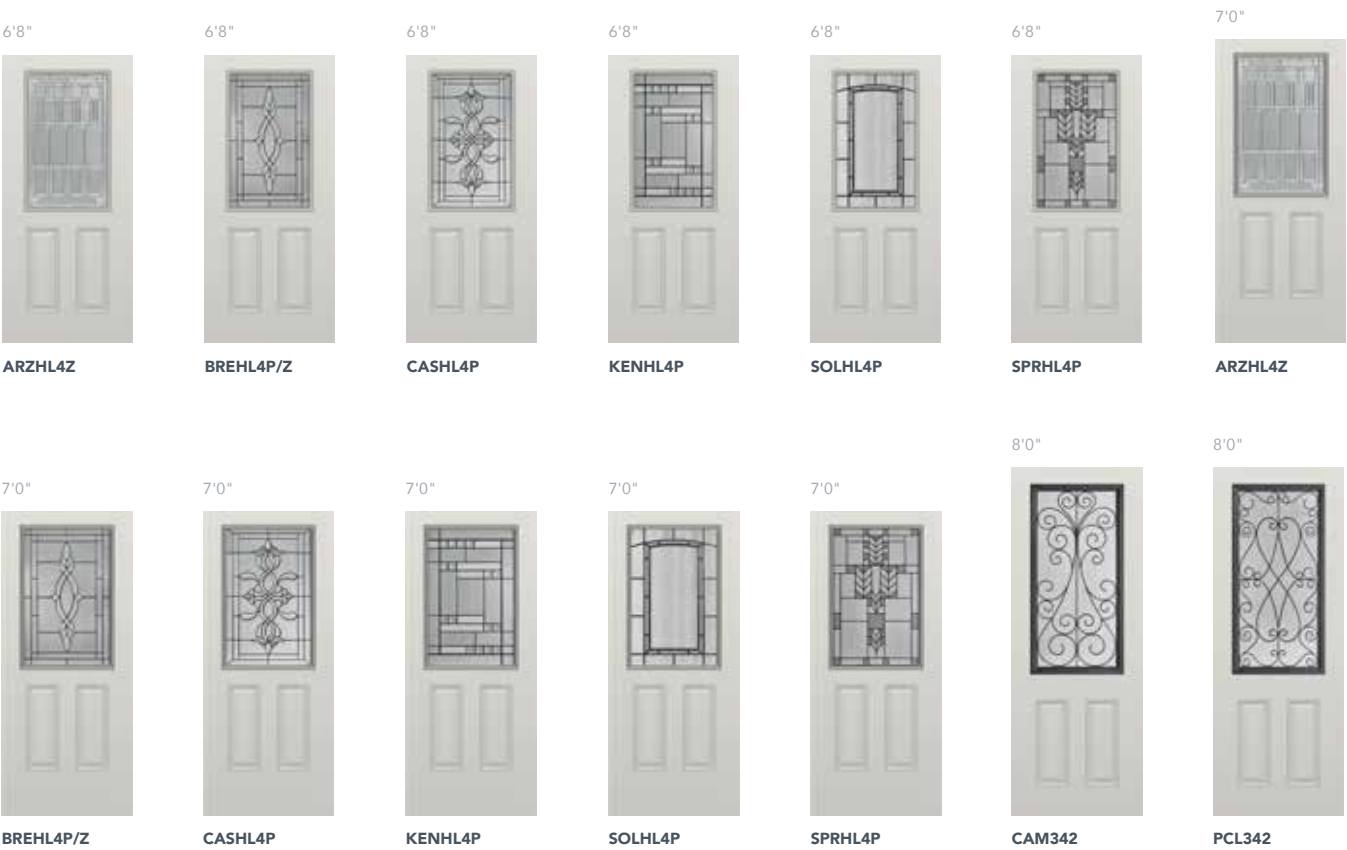 6'8"
6'8"
6'8"
6'8"
6'8"
6'8"
7'0"
ARZHL4Z
BREHL4P/Z
CASHL4P
KENHL4P
SOLHL4P
SPRHL4P
ARZHL4Z
7'0"
7'0"
7'0"
7'0"
7'0"
8'0"
8'0"
BREHL4P/Z
CASHL4P
KENHL4P
SOLHL4P
SPRHL4P
CAM342
PCL342